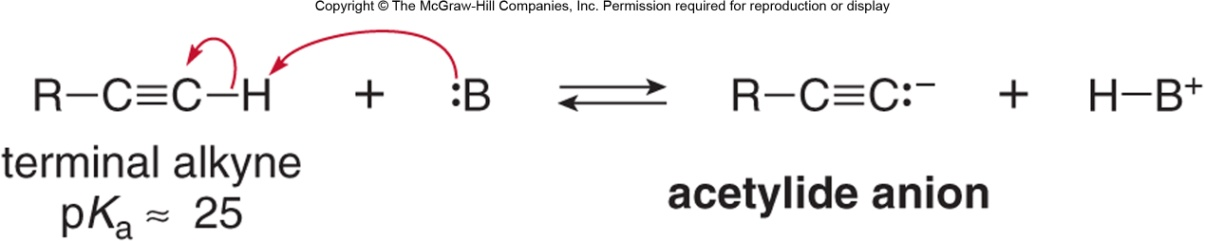 Copyright © The McGraw-Hill Companies, Inc. Permission required for reproduction or display
R—C≡C—H + :B ⇌ R—C≡C:⁻ + H—B⁺
terminal alkyne
pKₐ ≈ 25
acetylide anion